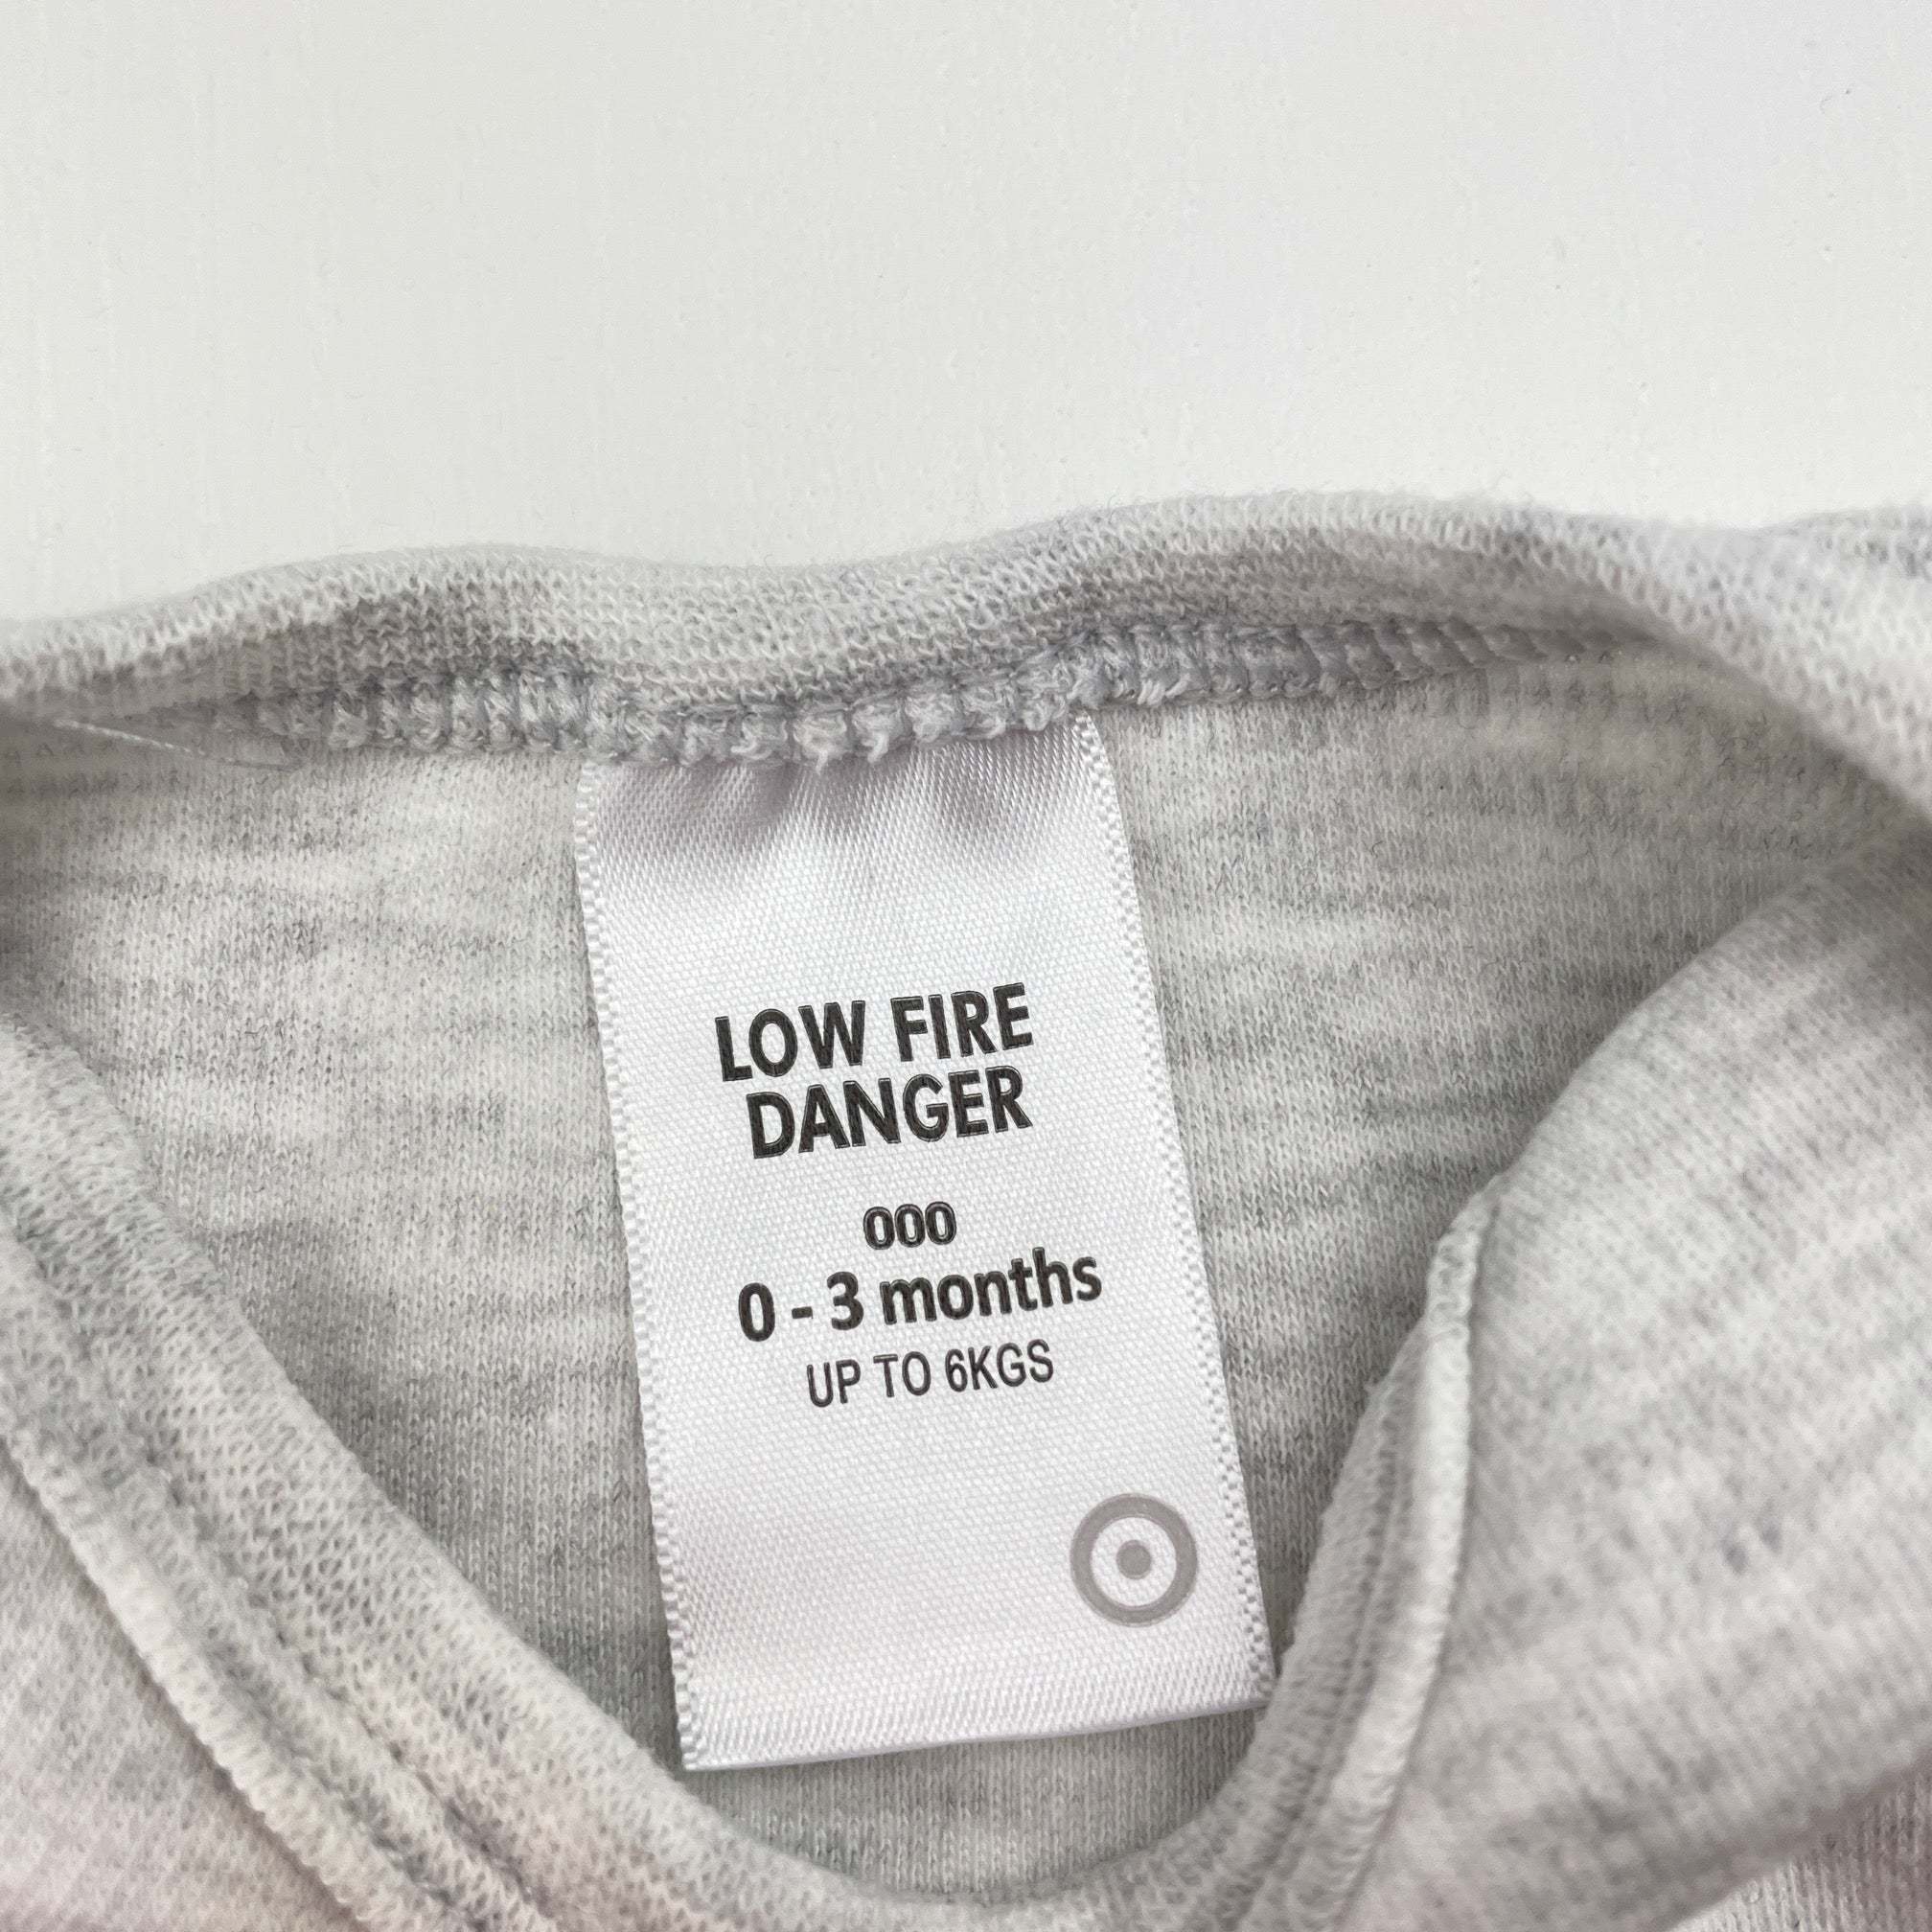 LOW FIRE
DANGER
000
0 - 3 months
UP TO 6KGS